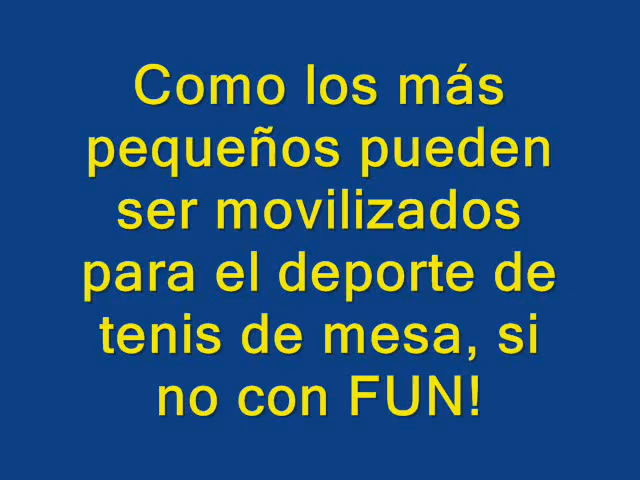 Como los más
pequeños pueden
ser movilizados
para el deporte de
tenis de mesa, si
no con FUN!